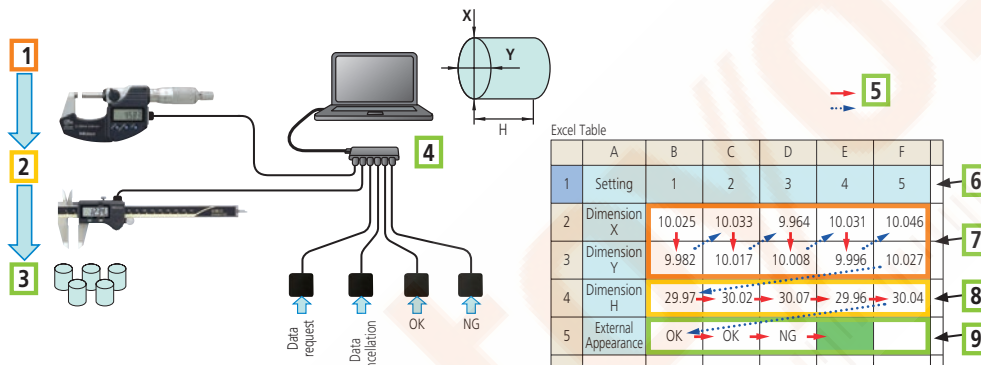 1
2
3
4
X
Y
H
5
Data request
Data
OK
NG
Excel Table
A B C D E F
1 Setting 1 2 3 4 5
6
2 Dimension X 10.025 10.033 9.964 10.031 10.046
7
3 Dimension Y 9.982 10.017 10.008 9.996 10.027
4 Dimension H 29.97 30.02 30.07 29.96 30.04
8
5 External Appearance OK OK NG
9